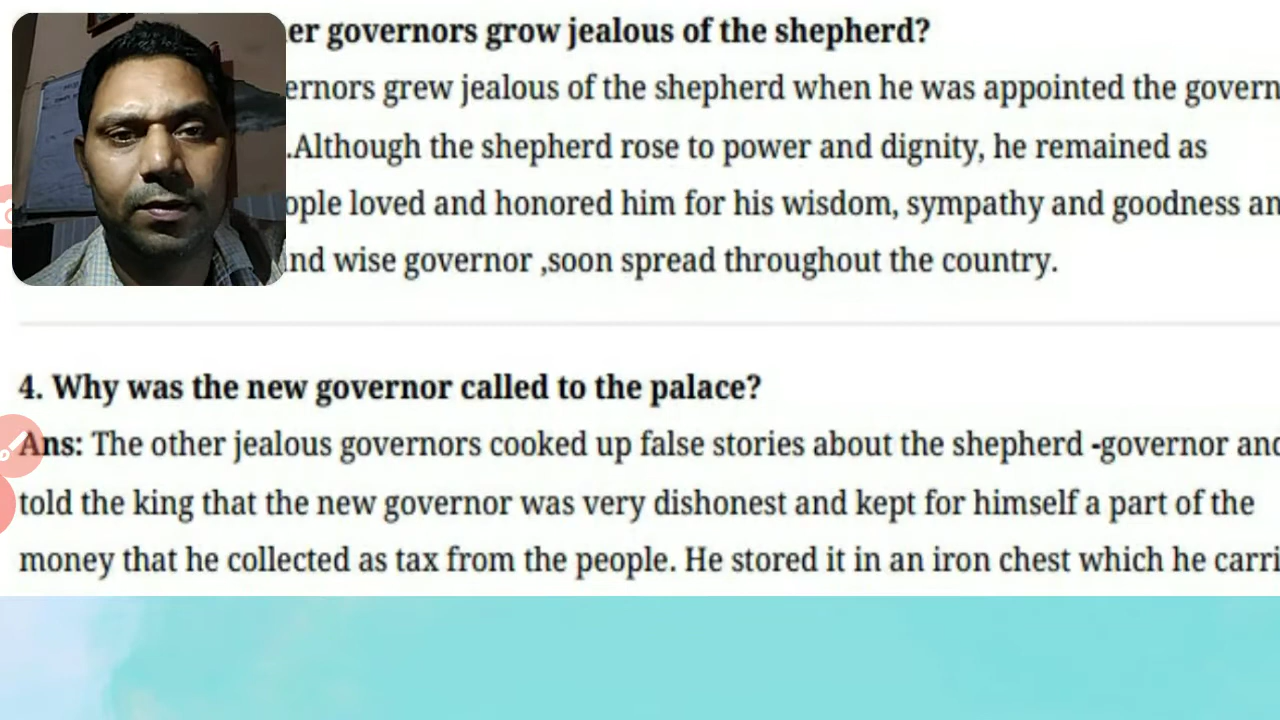 er governors grow jealous of the shepherd?
ernors grew jealous of the shepherd when he was appointed the govern
.Although the shepherd rose to power and dignity, he remained as
ople loved and honored him for his wisdom, sympathy and goodness an
nd wise governor ,soon spread throughout the country.
4. Why was the new governor called to the palace?
Ans: The other jealous governors cooked up false stories about the shepherd -governor and
told the king that the new governor was very dishonest and kept for himself a part of the
money that he collected as tax from the people. He stored it in an iron chest which he carri